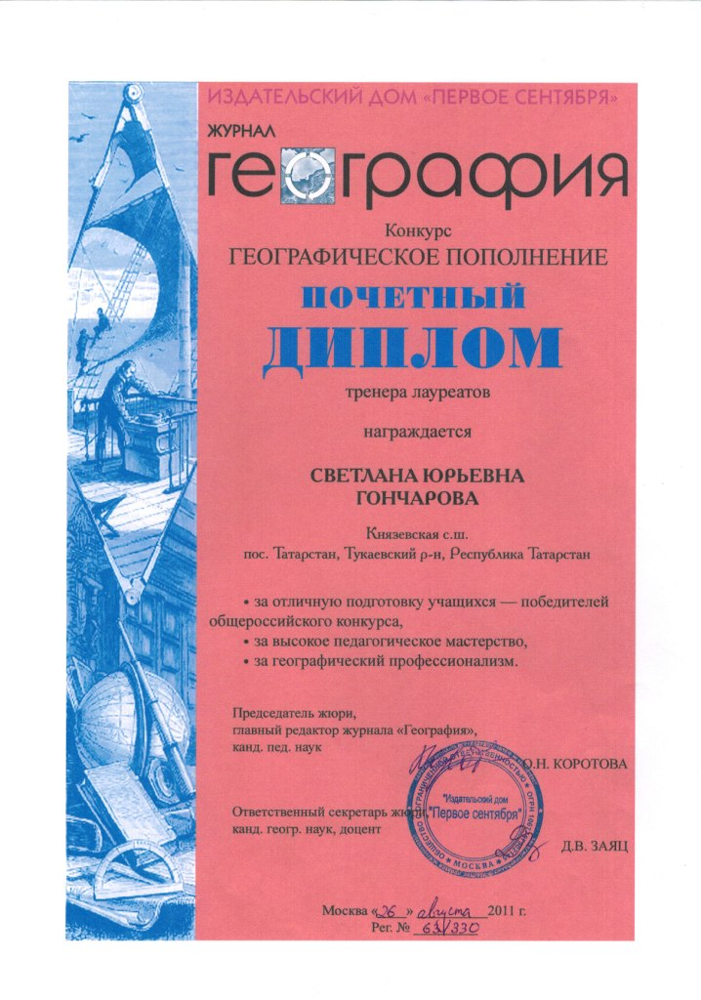 ИЗДАТЕЛЬСКИЙ ДОМ «ПЕРВОЕ СЕНТЯБРЯ»
ЖУРНАЛ
география
Конкурс
ГЕОГРАФИЧЕСКОЕ ПОПОЛНЕНИЕ
ПОЧЕТНЫЙ
ДИПЛОМ
тренера лауреатов
награждается
СВЕТЛАНА ЮРЬЕВНА
ГОНЧАРОВА
Князевская с.ш.
пос. Татарстан, Тукаевский р-н, Республика Татарстан
• за отличную подготовку учащихся — победителей
общероссийского конкурса,
• за высокое педагогическое мастерство,
• за географический профессионализм.
Председатель жюри,
главный редактор журнала «География»,
канд. пед. наук
О.Н. КОРОТОВА
"Издательский дом
"Первое сентября"
МОСКВА
Ответственный секретарь жюри,
канд. геогр. наук, доцент
Д.В. ЗАЯЦ
Москва «26» августа 2011 г.
Рег. № 63/330